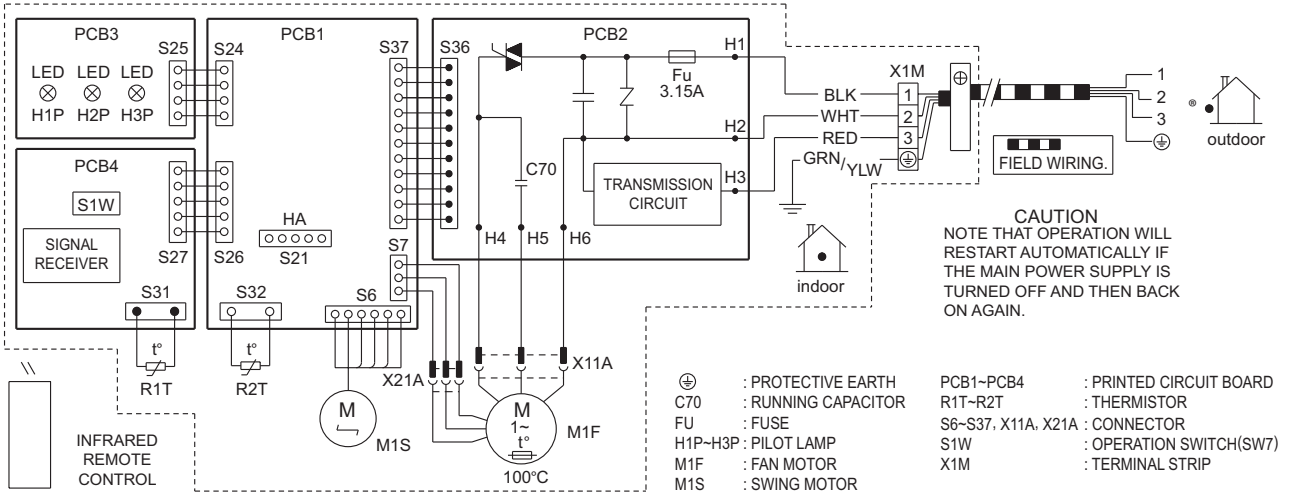 PCB3
S25
S24
PCB1
S37
S36
PCB2
H1
LED LED LED
H1P H2P H3P
Fu
3.15A
X1M
BLK
1
WHT
2
RED
3
GRN/YLW
H2
H3
1
2
3
®
outdoor
FIELD WIRING.
PCB4
S1W
SIGNAL
RECEIVER
S27
S26
HA
S21
C70
TRANSMISSION
CIRCUIT
S7
H4
H5
H6
indoor
S31
S32
S6
t°
R1T
t°
R2T
X21A
X11A
M
M1S
M
1~
t°
M1F
100°C
INFRARED
REMOTE
CONTROL
CAUTION
NOTE THAT OPERATION WILL
RESTART AUTOMATICALLY IF
THE MAIN POWER SUPPLY IS
TURNED OFF AND THEN BACK
ON AGAIN.
: PROTECTIVE EARTH
C70 : RUNNING CAPACITOR
FU : FUSE
H1P~H3P : PILOT LAMP
M1F : FAN MOTOR
M1S : SWING MOTOR
PCB1~PCB4 : PRINTED CIRCUIT BOARD
R1T~R2T : THERMISTOR
S6~S37, X11A, X21A : CONNECTOR
S1W : OPERATION SWITCH(SW7)
X1M : TERMINAL STRIP